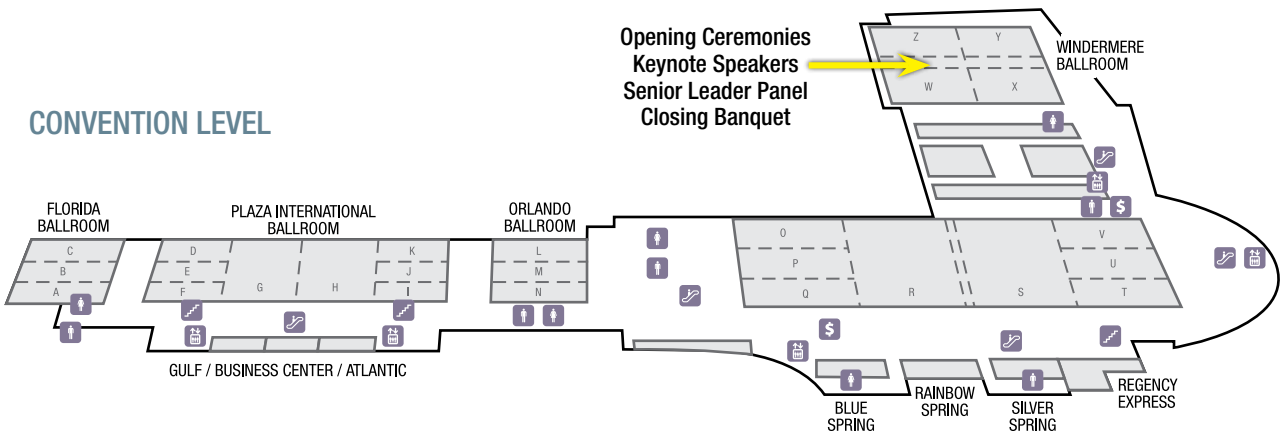 Opening Ceremonies
Keynote Speakers
Senior Leader Panel
Closing Banquet
WINDERMERE
BALLROOM
Z
Y
W
X
CONVENTION LEVEL
FLORIDA
BALLROOM
PLAZA INTERNATIONAL
BALLROOM
ORLANDO
BALLROOM
C
B
A
D
E
F
G
H
K
J
I
L
M
N
O
P
Q
R
S
V
U
T
$
$
GULF / BUSINESS CENTER / ATLANTIC
BLUE
SPRING
RAINBOW
SPRING
SILVER
SPRING
REGENCY
EXPRESS